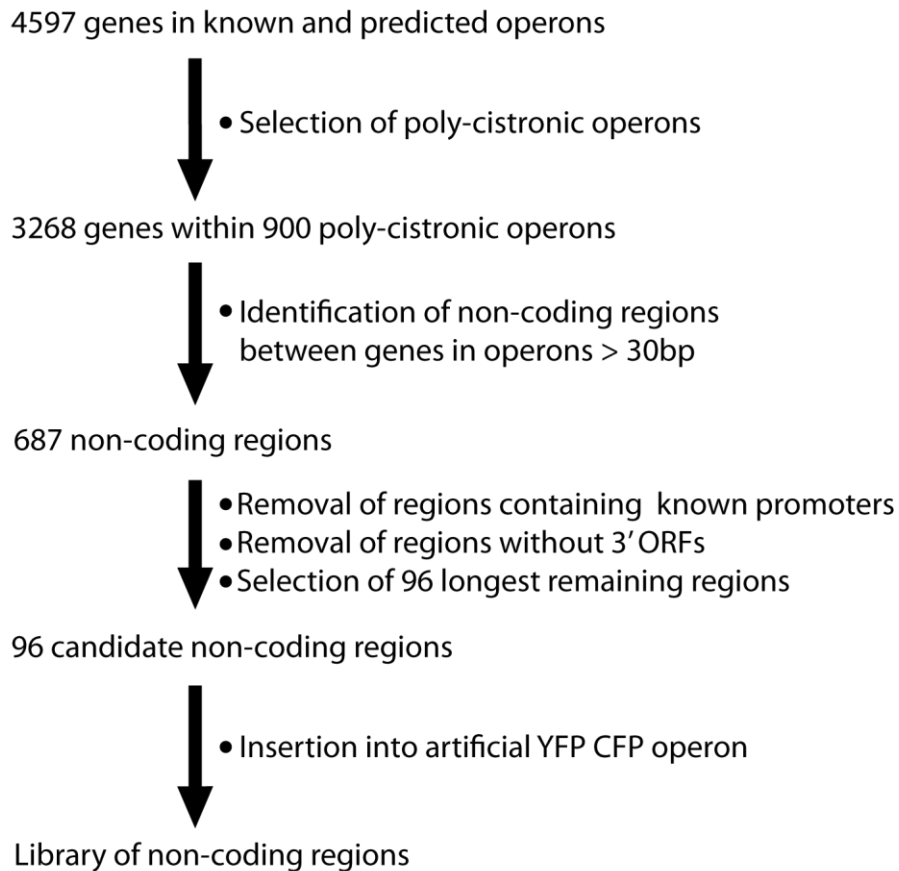 4597 genes in known and predicted operons
• Selection of poly-cistronic operons
3268 genes within 900 poly-cistronic operons
• Identification of non-coding regions
between genes in operons > 30bp
687 non-coding regions
• Removal of regions containing known promoters
• Removal of regions without 3' ORFs
• Selection of 96 longest remaining regions
96 candidate non-coding regions
• Insertion into artificial YFP CFP operon
Library of non-coding regions